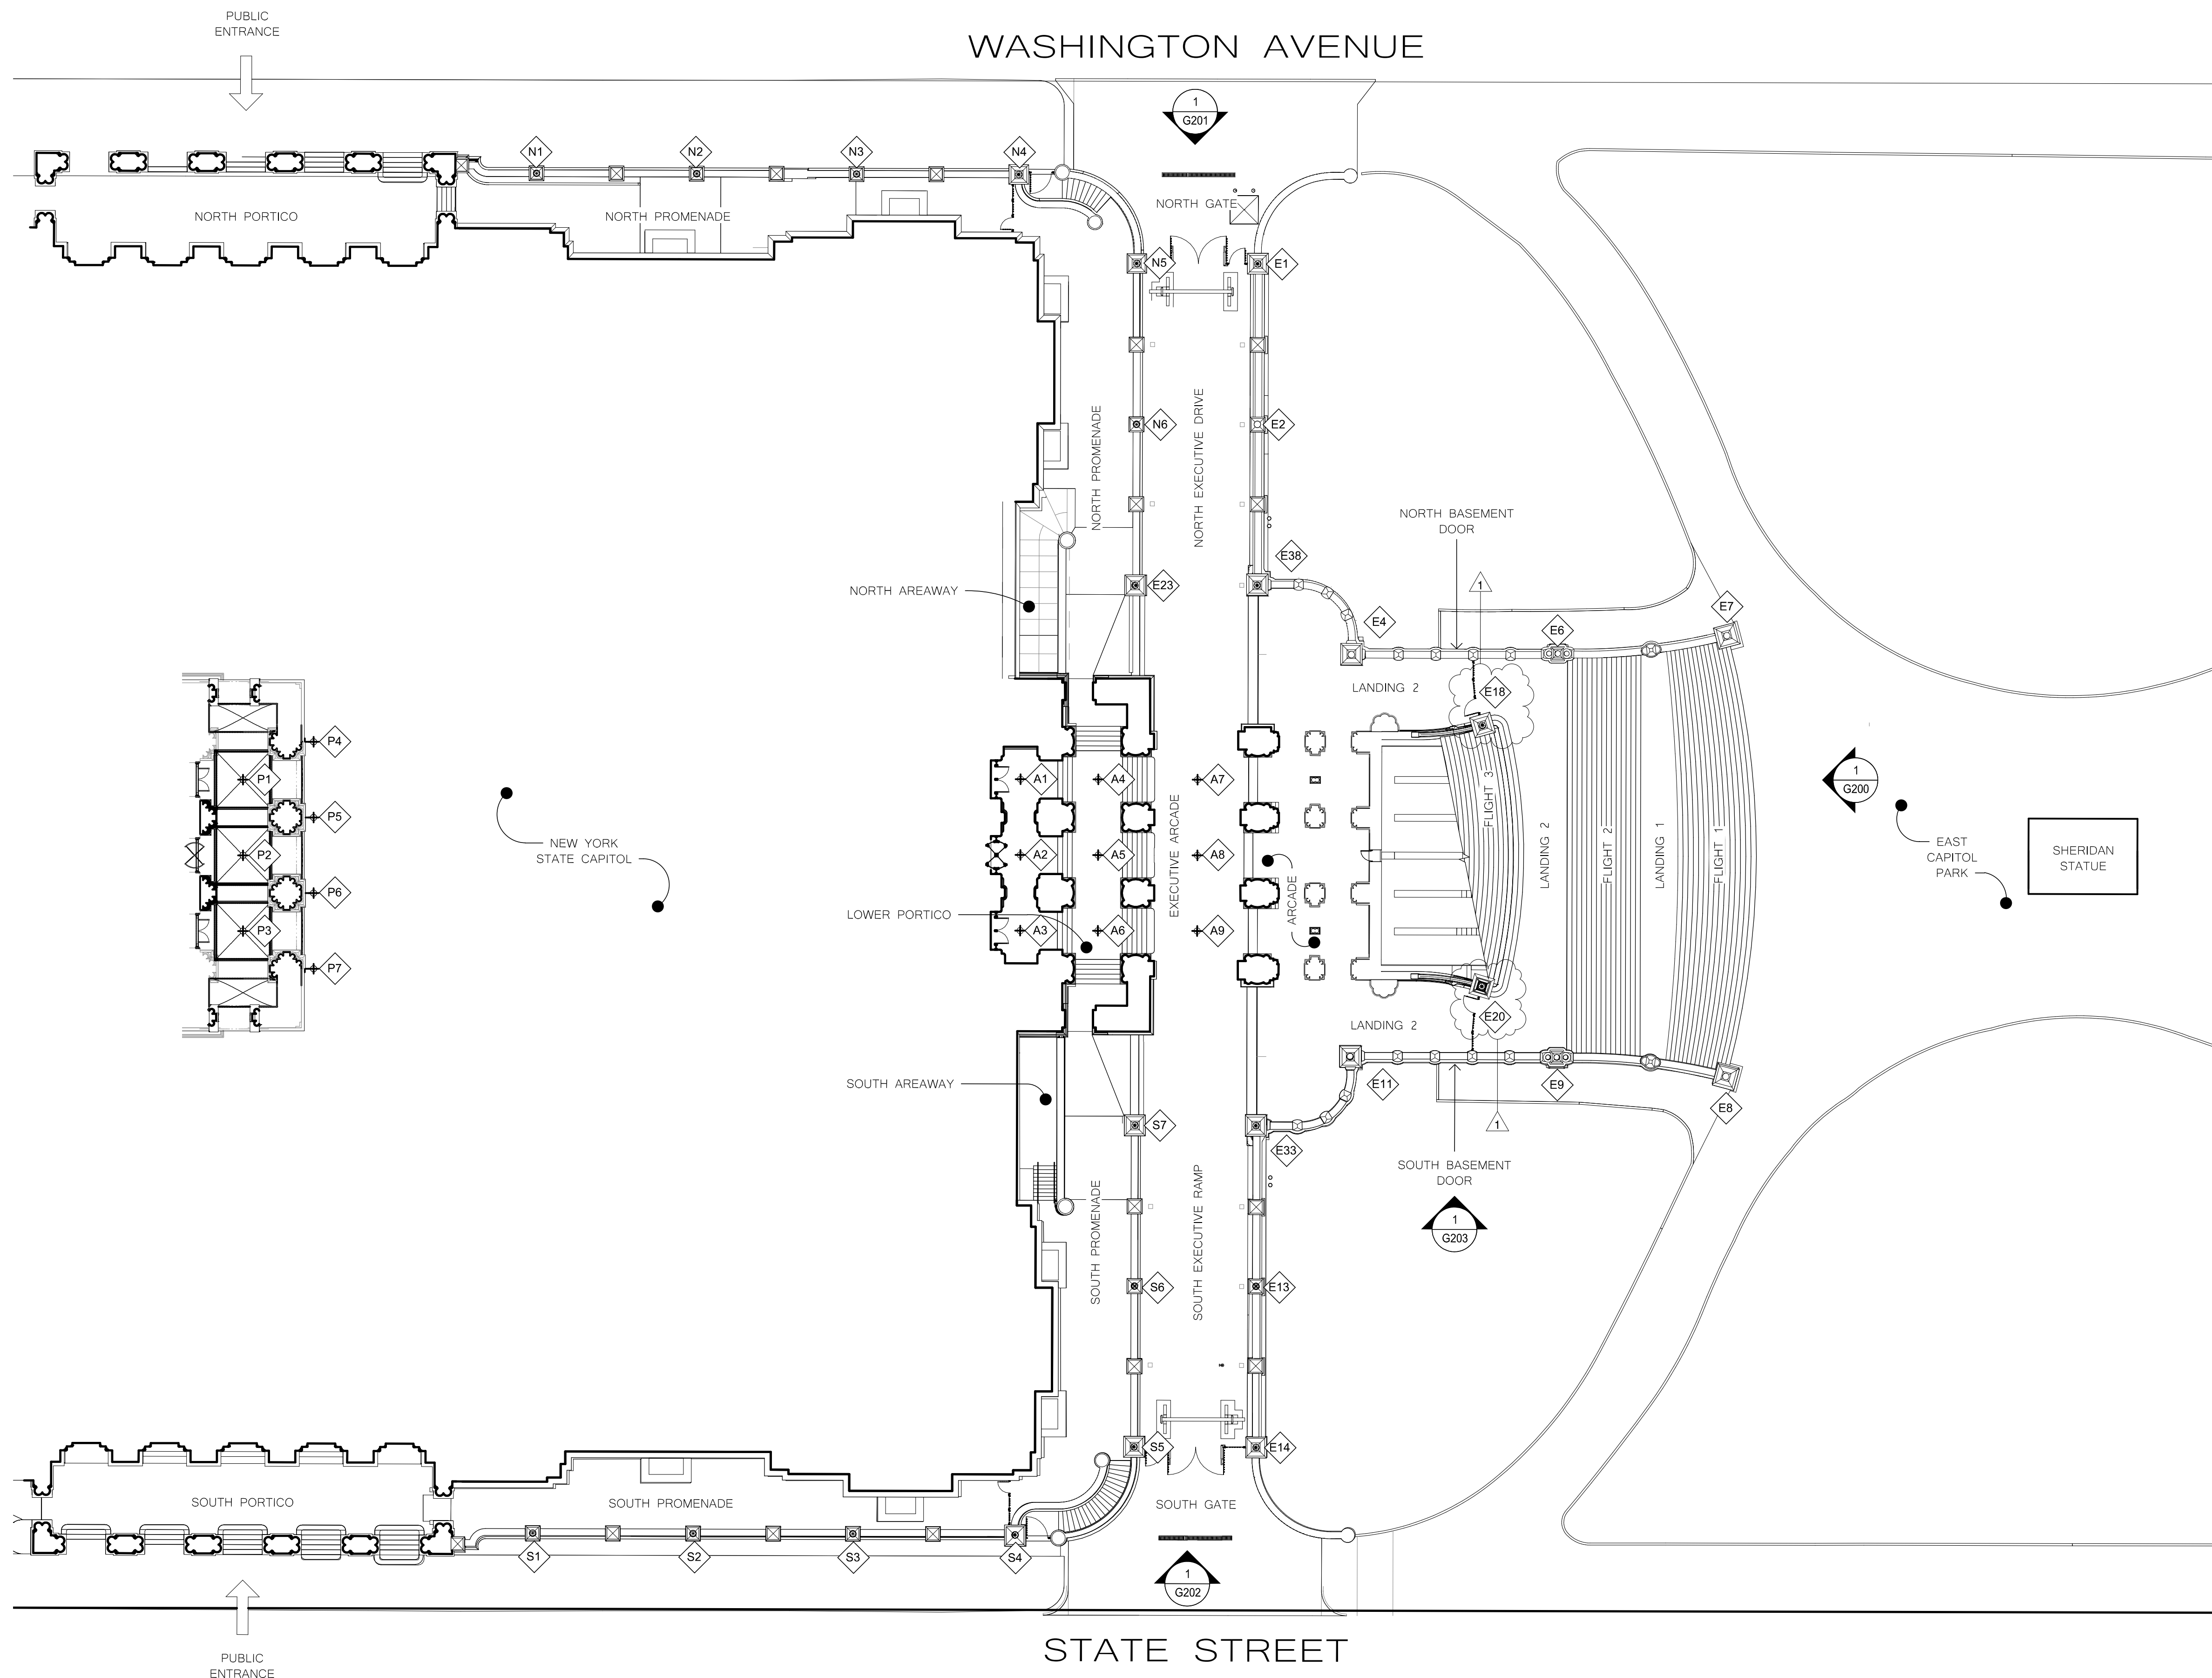 PUBLIC
ENTRANCE
WASHINGTON AVENUE
1
G201
N1
N2
N3
N4
NORTH PORTICO
NORTH PROMENADE
NORTH GATE
N5
E1
NORTH PROMENADE
N6
NORTH EXECUTIVE DRIVE
E2
NORTH BASEMENT
DOOR
E38
NORTH AREAWAY
E23
1
E4
E6
E7
LANDING 2
E18
P4
P1
P5
P2
P6
P3
P7
NEW YORK
STATE CAPITOL
A1
A4
A7
A2
A5
A8
A3
A6
A9
LOWER PORTICO
EXECUTIVE ARCADE
ARCADE
FLIGHT 3
LANDING 2
FLIGHT 2
LANDING 1
FLIGHT 1
1
G200
EAST
CAPITOL
PARK
SHERIDAN
STATUE
LANDING 2
E20
SOUTH AREAWAY
E11
E9
E8
S7
E33
1
SOUTH BASEMENT
DOOR
1
G203
SOUTH PROMENADE
S6
SOUTH EXECUTIVE RAMP
E13
S5
E14
SOUTH PORTICO
SOUTH PROMENADE
SOUTH GATE
S1
S2
S3
S4
1
G202
PUBLIC
ENTRANCE
STATE STREET